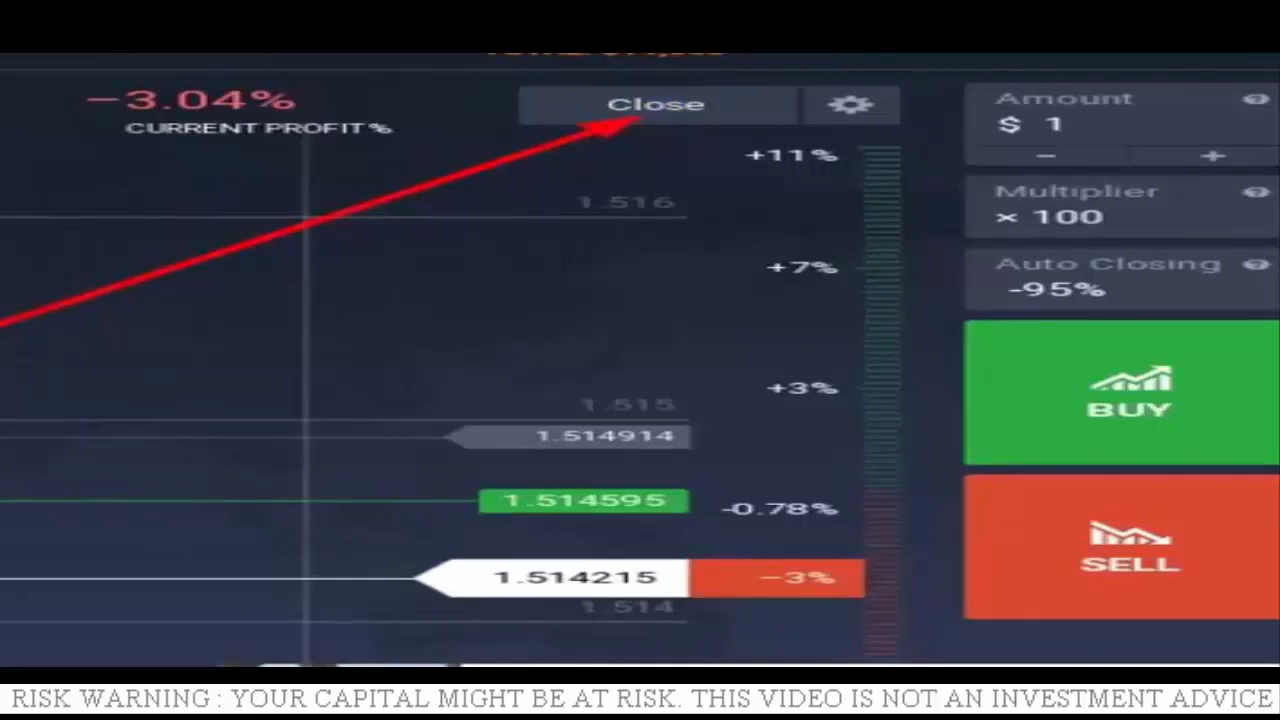 −3.04%
CURRENT PROFIT %
Close
+11%
1.516
+7%
+3%
1.515
1.514914
1.514595
-0.78%
1.514215
−3%
1.514
Amount
$ 1
− +
Multiplier
× 100
Auto Closing
-95%
BUY
SELL
RISK WARNING : YOUR CAPITAL MIGHT BE AT RISK. THIS VIDEO IS NOT AN INVESTMENT ADVICE